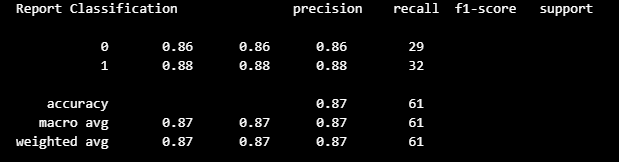 Report Classification precision recall f1-score support
0 0.86 0.86 0.86 29
1 0.88 0.88 0.88 32
accuracy 0.87 61
macro avg 0.87 0.87 0.87 61
weighted avg 0.87 0.87 0.87 61